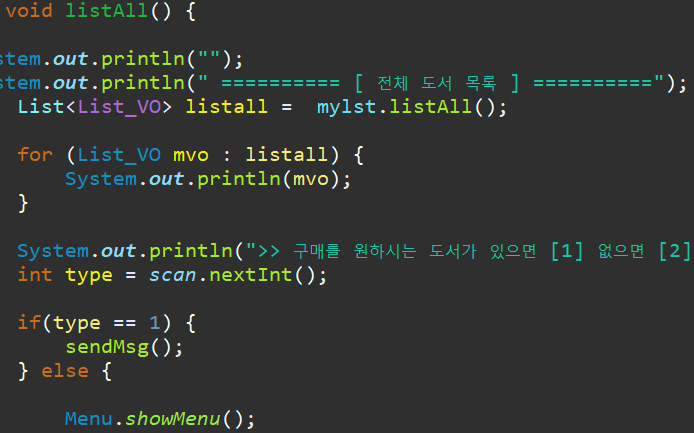 void listAll() {
stem.out.println("");
stem.out.println(" ========== [ 전체 도서 목록 ] ==========");
List<List_VO> listall =  mylst.listAll();
for (List_VO mvo : listall) {
System.out.println(mvo);
}
System.out.println(">> 구매를 원하시는 도서가 있으면 [1] 없으면 [2]
int type = scan.nextInt();
if(type == 1) {
sendMsg();
} else {
Menu.showMenu();